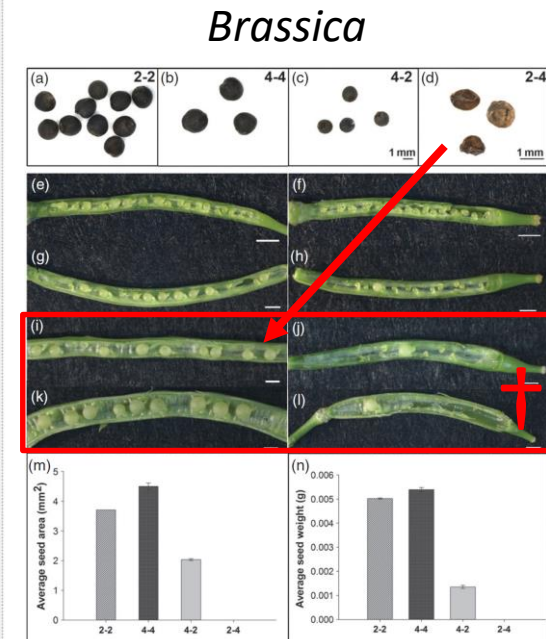 Brassica
(a) 2-2 (b) 4-4 (c) 4-2 (d) 2-4
1 mm 1 mm
(e) (f)
(g) (h)
(i) (j)
(k) (l)
(m) (n)
Average seed area (mm²)
5
4
3
2
1
0
2-2 4-4 4-2 2-4
Average seed weight (g)
0.006
0.005
0.004
0.003
0.002
0.001
0.000
2-2 4-4 4-2 2-4